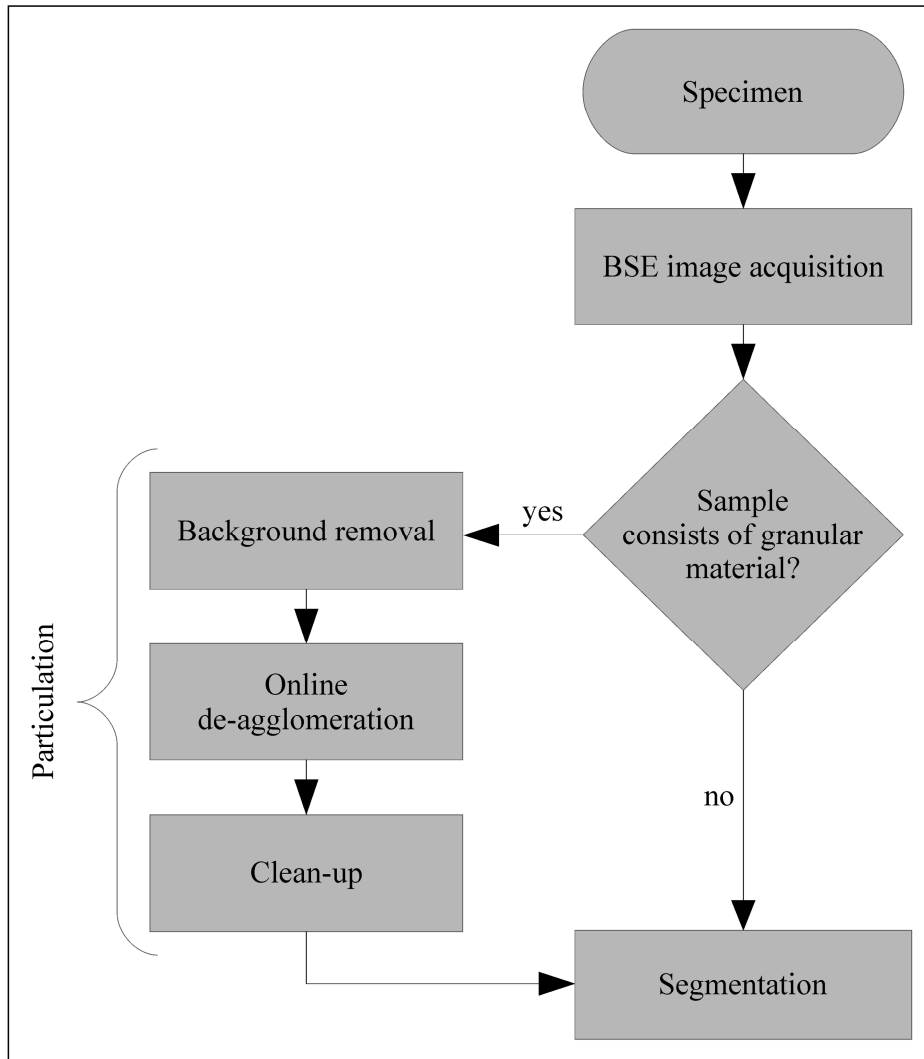 Specimen
BSE image acquisition
Sample
consists of granular
material?
yes
no
Background removal
Online
de-agglomeration
Clean-up
Particulation
Segmentation